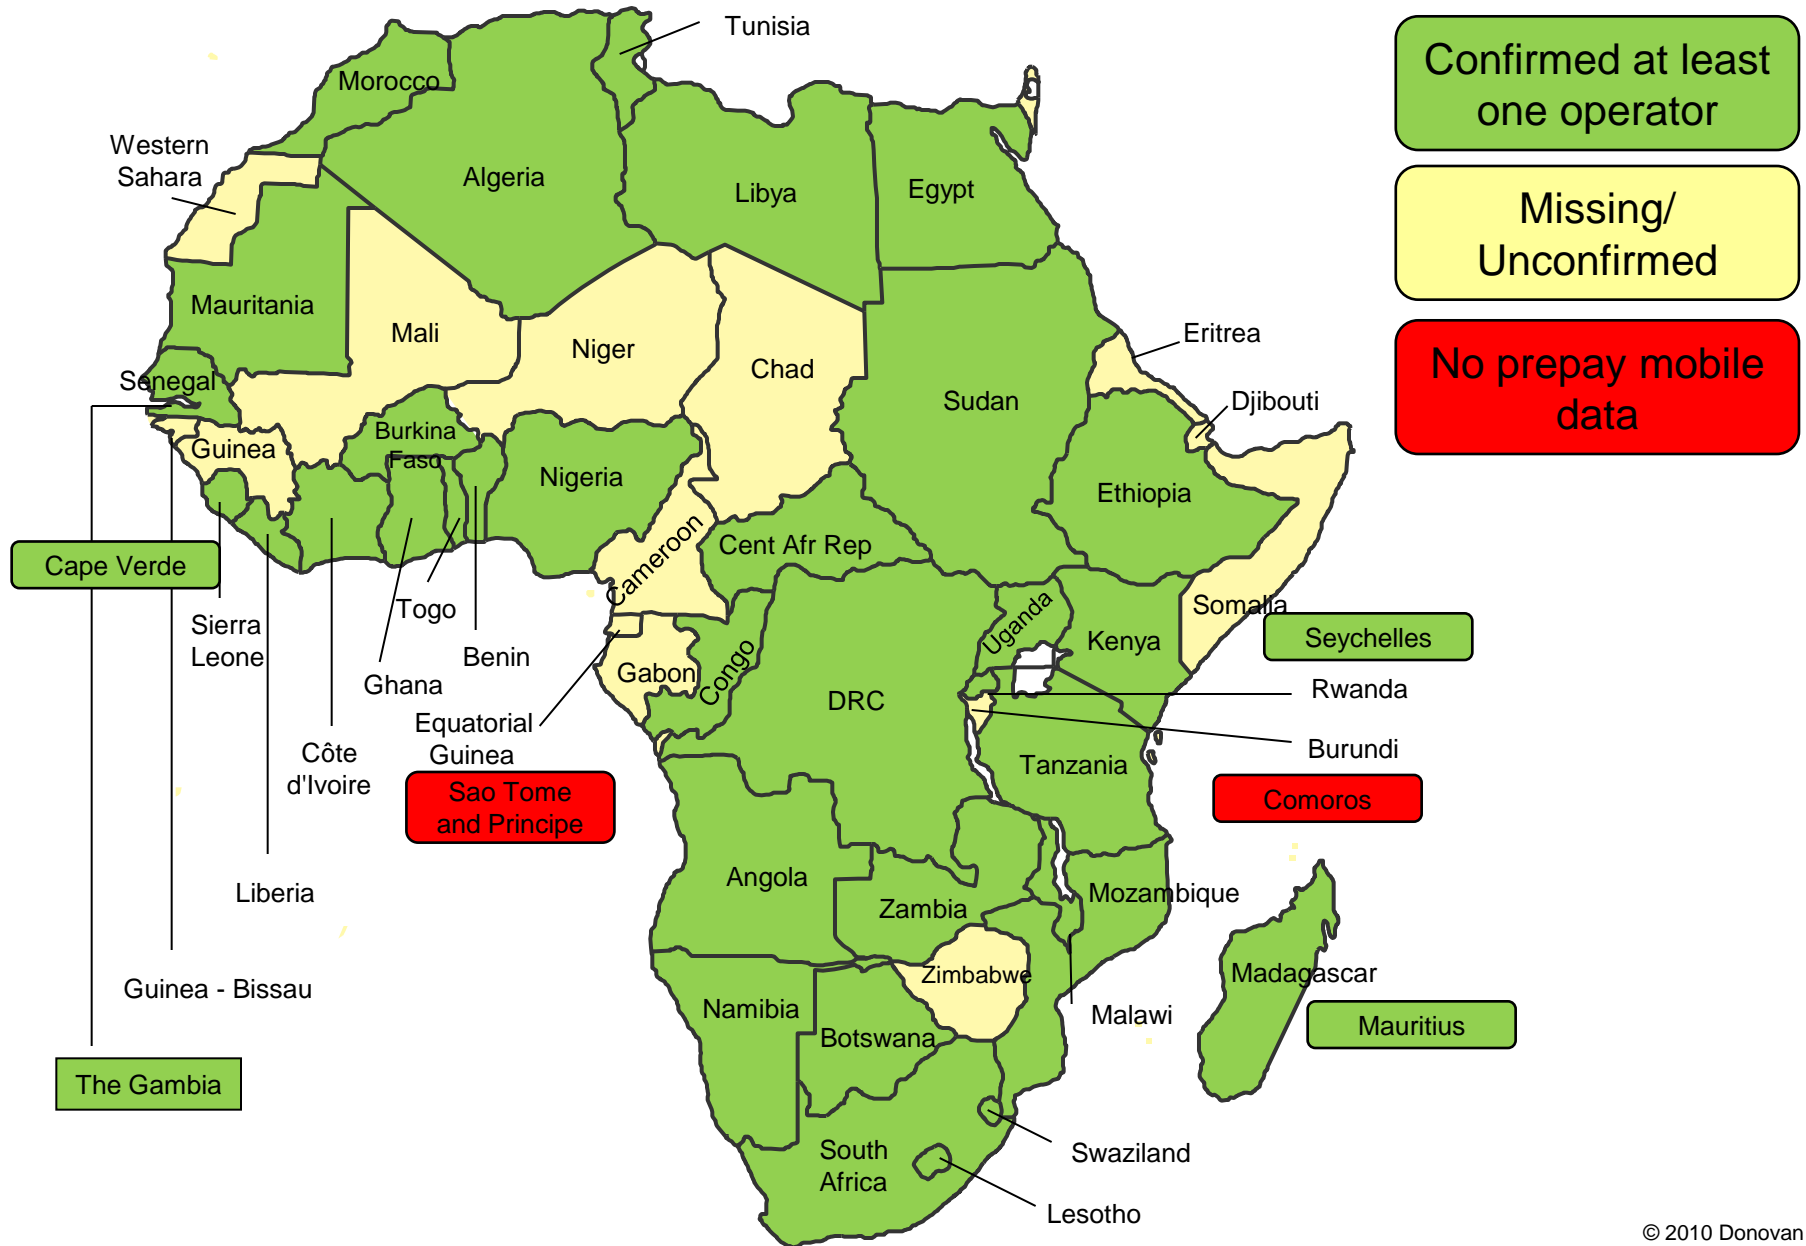 Tunisia
Confirmed at least
one operator
Morocco
Western
Sahara
Algeria
Libya
Egypt
Missing/
Unconfirmed
Mauritania
Mali
Niger
Chad
Eritrea
No prepay mobile
data
Senegal
Sudan
Djibouti
Burkina
Faso
Guinea
Nigeria
Ethiopia
Cameroon
Cent Afr Rep
Cape Verde
Togo
Somalia
Sierra
Leone
Benin
Uganda
Kenya
Seychelles
Ghana
Gabon
Congo
DRC
Rwanda
Equatorial
Guinea
Burundi
Côte
d'Ivoire
Tanzania
Sao Tome
and Principe
Comoros
Liberia
Angola
Zambia
Mozambique
Guinea - Bissau
Zimbabwe
Madagascar
Namibia
Malawi
Mauritius
Botswana
The Gambia
South
Africa
Swaziland
Lesotho
© 2010 Donovan